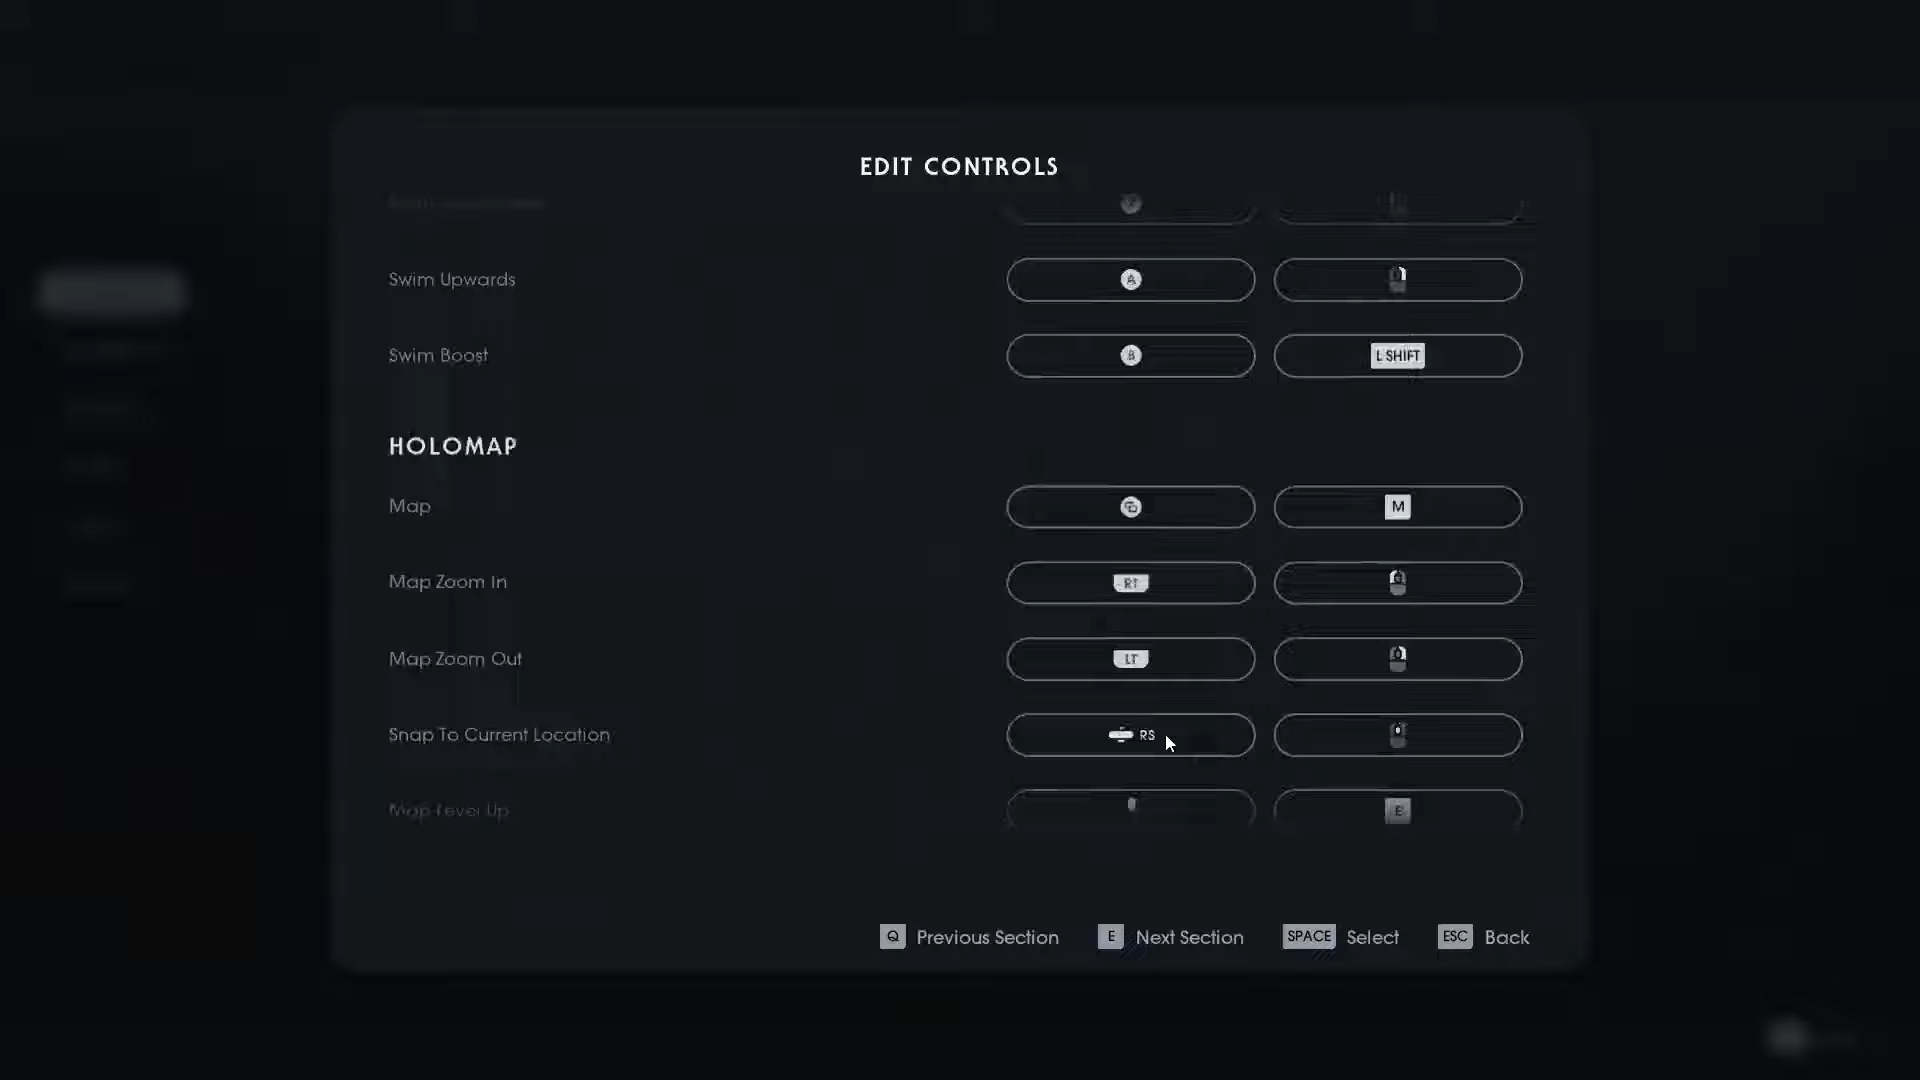 EDIT CONTROLS
Swim Upwards A
Swim Boost B L SHIFT
HOLOMAP
Map M
Map Zoom In RT
Map Zoom Out LT
Snap To Current Location RS
Map Level Up E
Q Previous Section E Next Section SPACE Select ESC Back